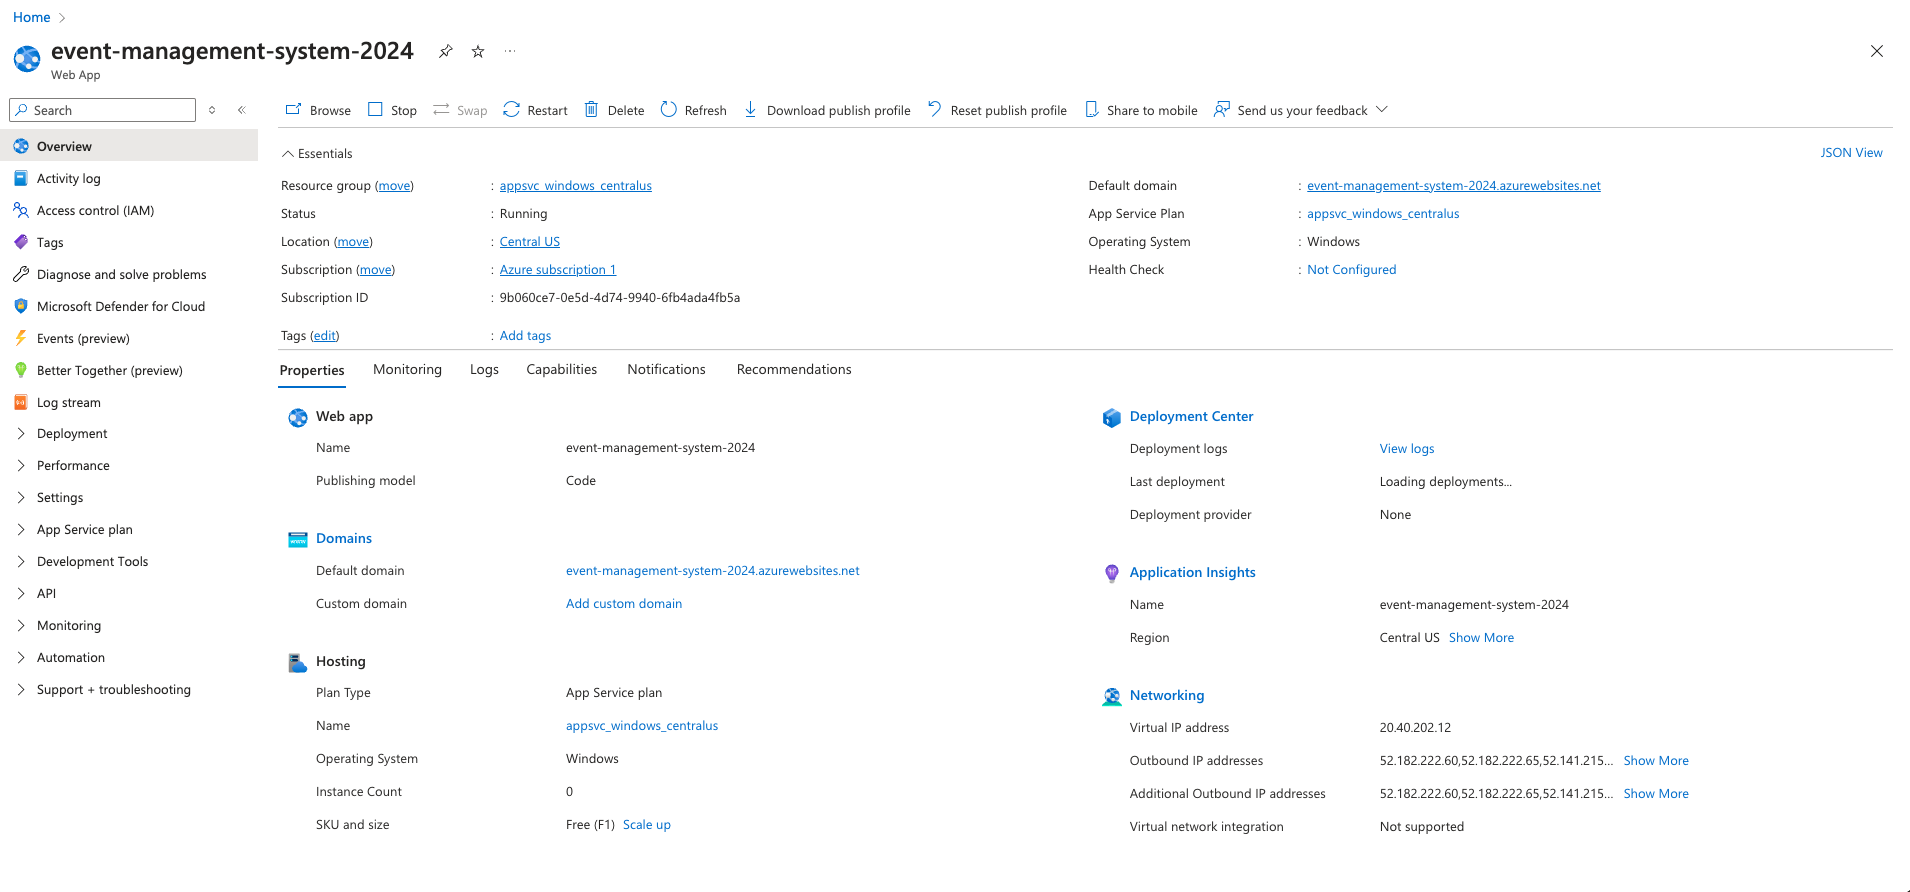 Home
event-management-system-2024
Web App
Search
Browse
Stop
Swap
Restart
Delete
Refresh
Download publish profile
Reset publish profile
Share to mobile
Send us your feedback
Overview
Activity log
Access control (IAM)
Tags
Diagnose and solve problems
Microsoft Defender for Cloud
Events (preview)
Better Together (preview)
Log stream
Deployment
Performance
Settings
App Service plan
Development Tools
API
Monitoring
Automation
Support + troubleshooting
Essentials
JSON View
Resource group (move) : appsvc_windows_centralus
Status : Running
Location (move) : Central US
Subscription (move) : Azure subscription 1
Subscription ID : 9b060ce7-0e5d-4d74-9940-6fb4ada4fb5a
Tags (edit) : Add tags
Default domain : event-management-system-2024.azurewebsites.net
App Service Plan : appsvc_windows_centralus
Operating System : Windows
Health Check : Not Configured
Properties
Monitoring
Logs
Capabilities
Notifications
Recommendations
Web app
Name event-management-system-2024
Publishing model Code
Domains
Default domain event-management-system-2024.azurewebsites.net
Custom domain Add custom domain
Hosting
Plan Type App Service plan
Name appsvc_windows_centralus
Operating System Windows
Instance Count 0
SKU and size Free (F1) Scale up
Deployment Center
Deployment logs View logs
Last deployment Loading deployments...
Deployment provider None
Application Insights
Name event-management-system-2024
Region Central US Show More
Networking
Virtual IP address 20.40.202.12
Outbound IP addresses 52.182.222.60,52.182.222.65,52.141.215... Show More
Additional Outbound IP addresses 52.182.222.60,52.182.222.65,52.141.215... Show More
Virtual network integration Not supported